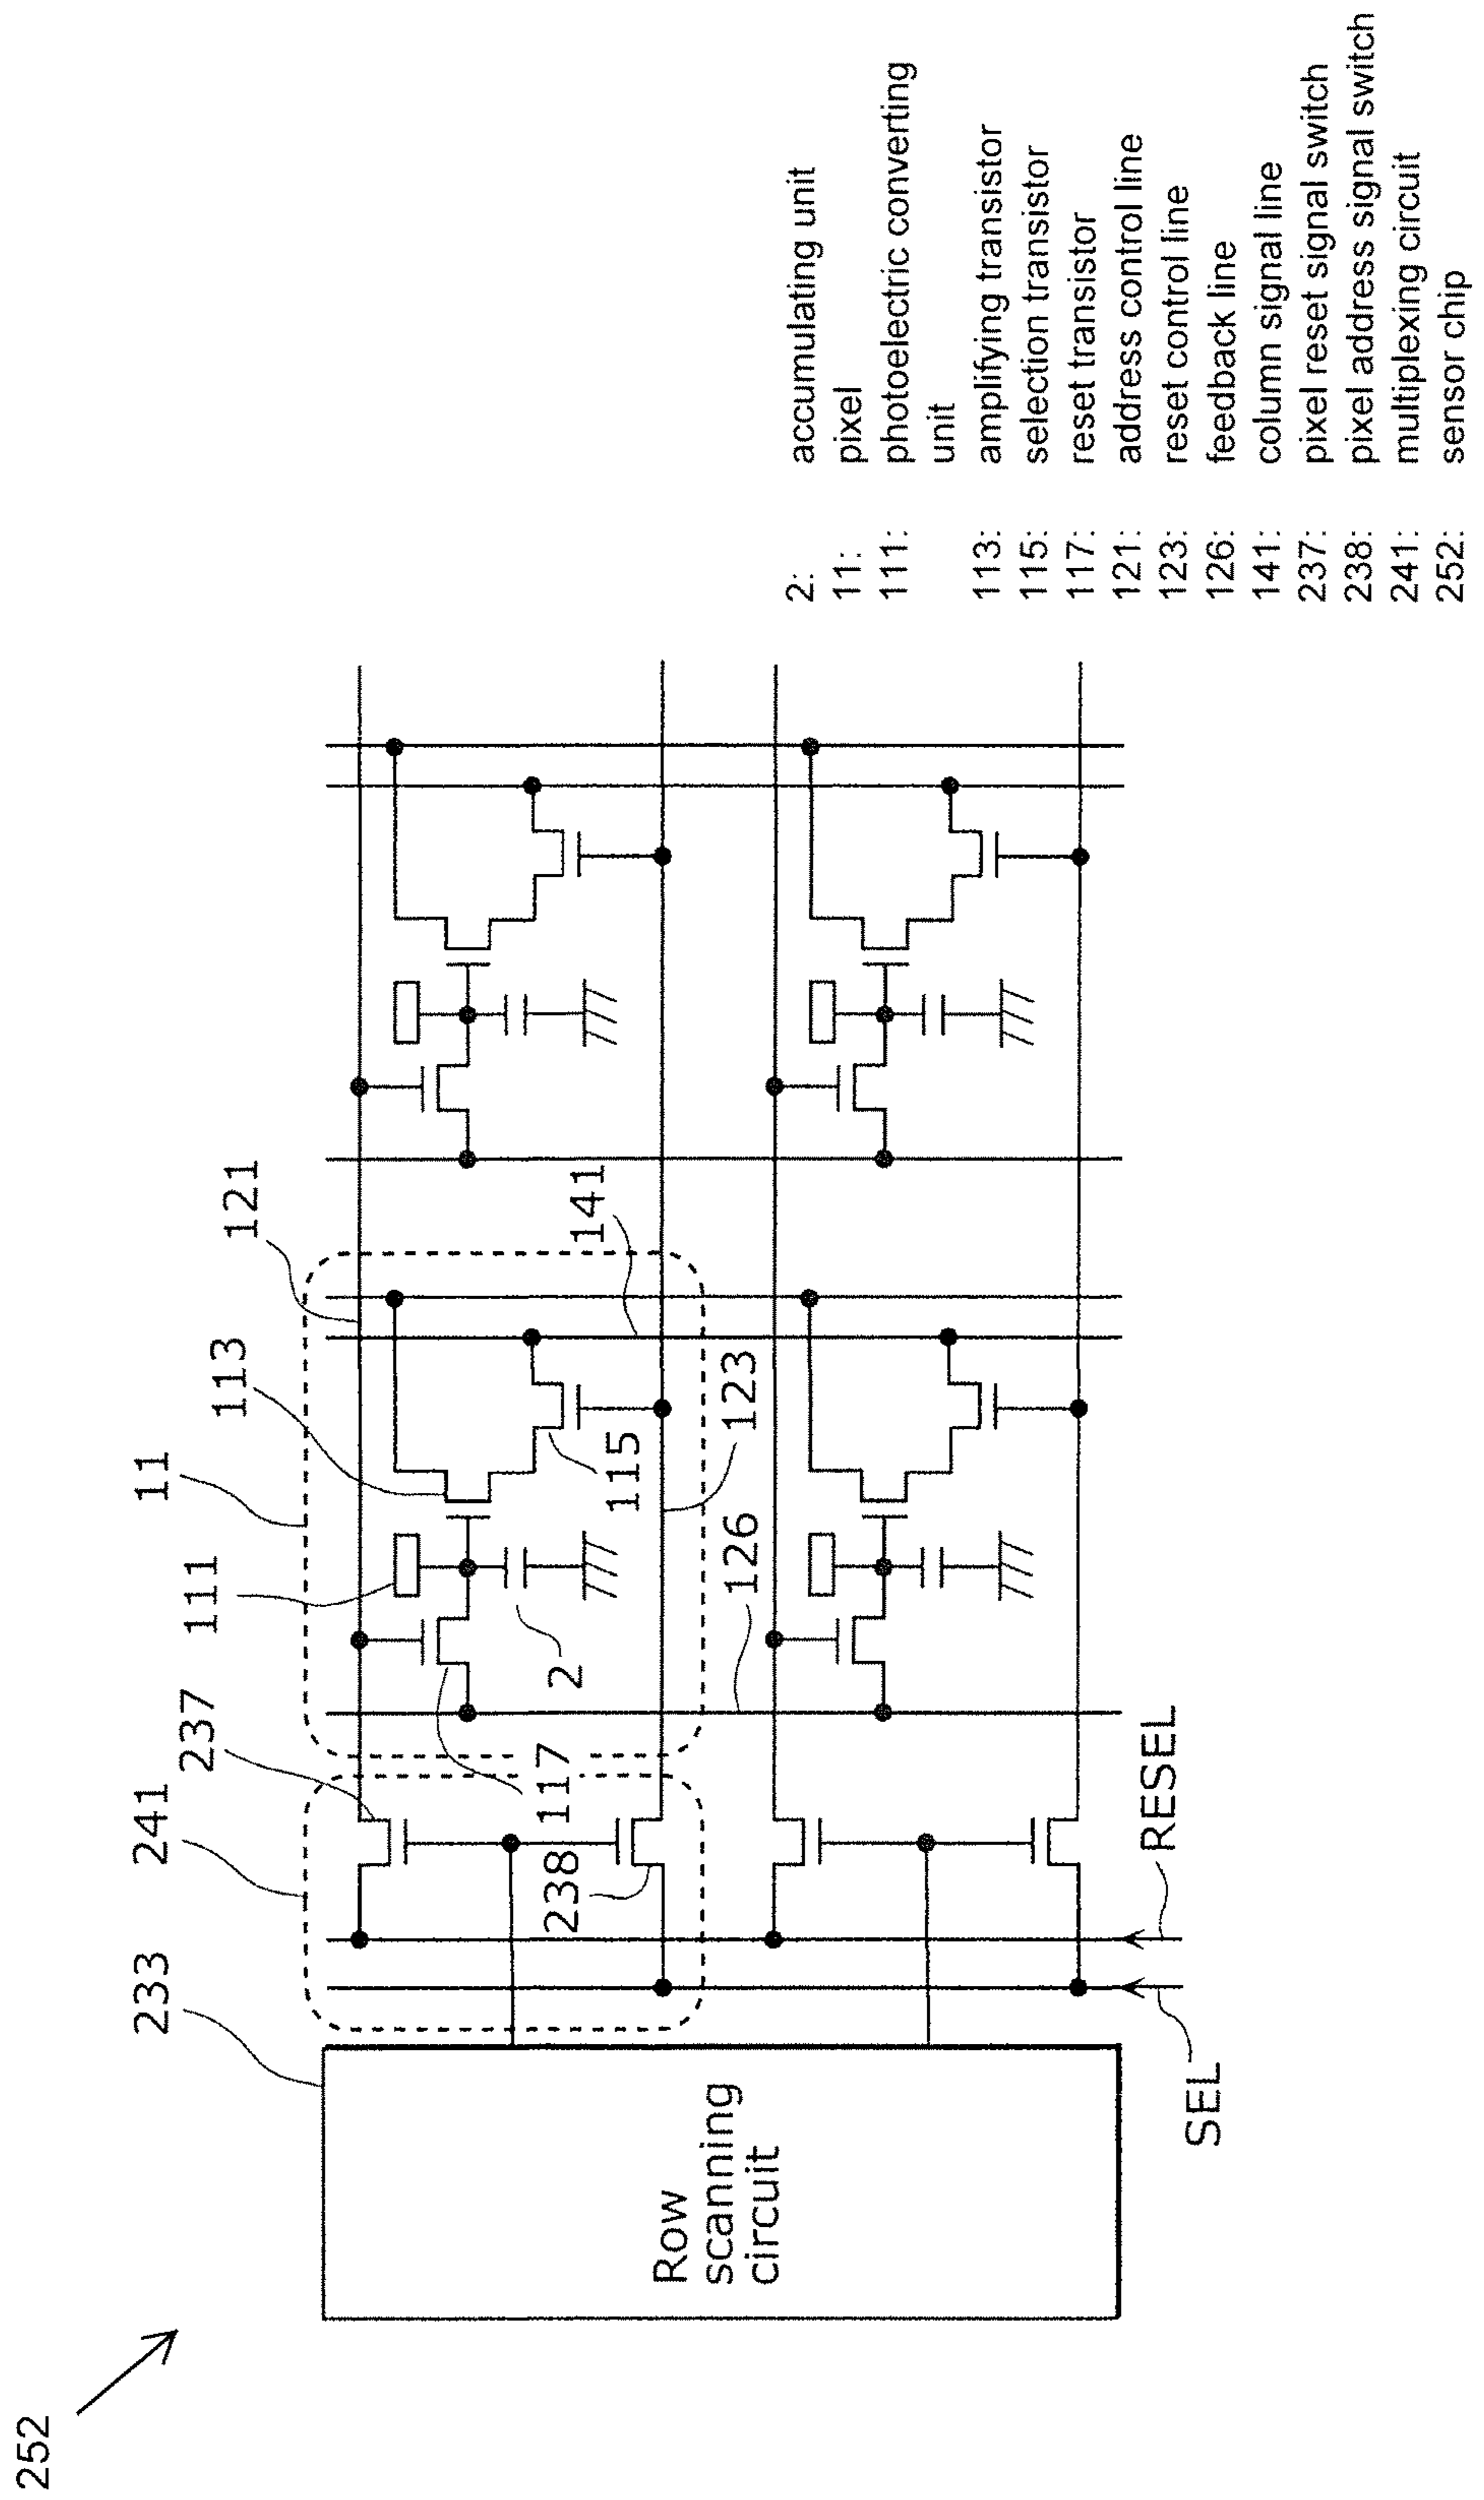 252
233
241
237
111
11
113
121
117
2
115
141
238
126
123
Row
scanning
circuit
SEL
RESEL
2: accumulating unit
11: pixel
111: photoelectric converting
unit
113: amplifying transistor
115: selection transistor
117: reset transistor
121: address control line
123: reset control line
126: feedback line
141: column signal line
237: pixel reset signal switch
238: pixel address signal switch
241: multiplexing circuit
252: sensor chip